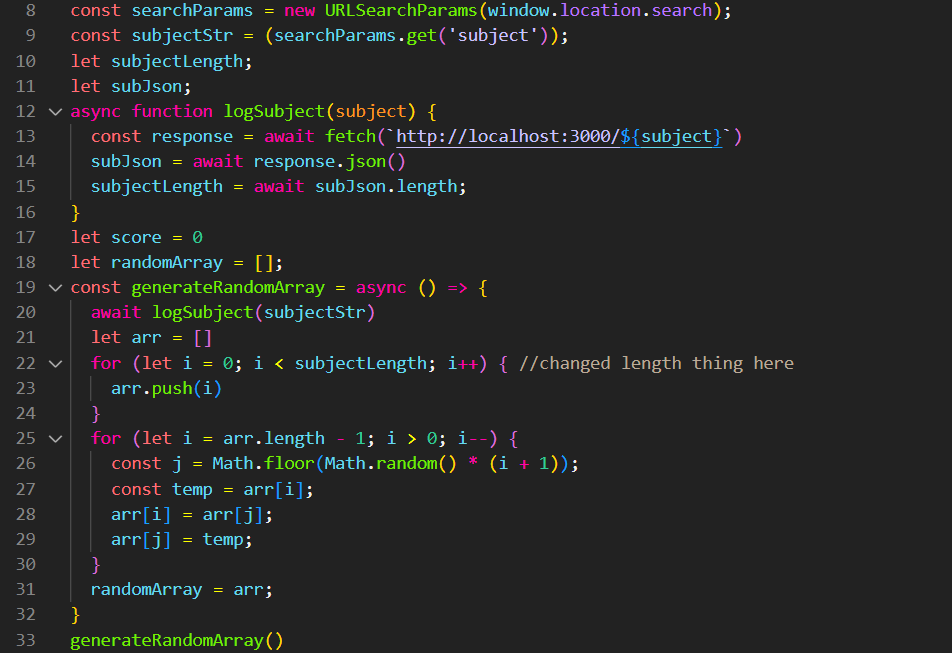 8 const searchParams = new URLSearchParams(window.location.search);
9 const subjectStr = (searchParams.get('subject'));
10 let subjectLength;
11 let subJson;
12 async function logSubject(subject) {
13   const response = await fetch(`http://localhost:3000/${subject}`)
14   subJson = await response.json()
15   subjectLength = await subJson.length;
16 }
17 let score = 0
18 let randomArray = [];
19 const generateRandomArray = async () => {
20   await logSubject(subjectStr)
21   let arr = []
22   for (let i = 0; i < subjectLength; i++) { //changed length thing here
23     arr.push(i)
24   }
25   for (let i = arr.length - 1; i > 0; i--) {
26     const j = Math.floor(Math.random() * (i + 1));
27     const temp = arr[i];
28     arr[i] = arr[j];
29     arr[j] = temp;
30   }
31   randomArray = arr;
32 }
33 generateRandomArray()